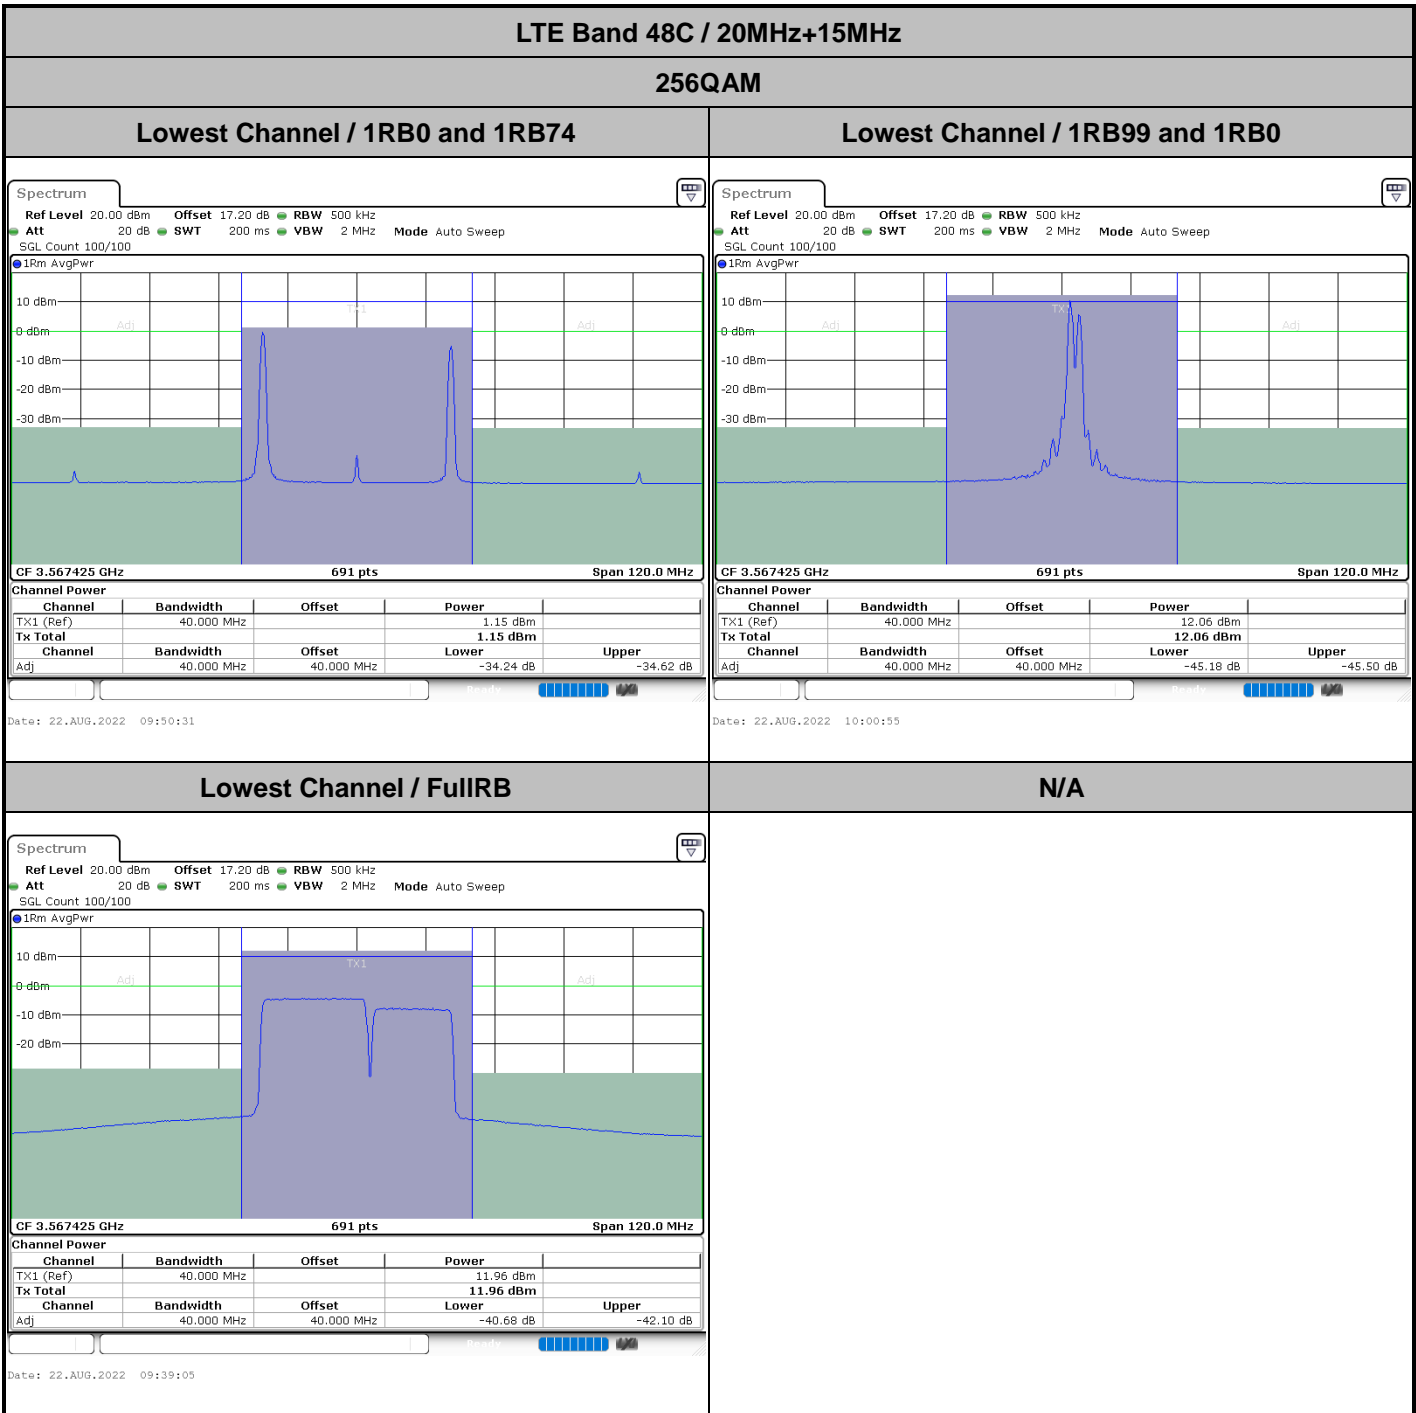 LTE Band 48C / 20MHz+15MHz
256QAM
Lowest Channel / 1RB0 and 1RB74
Lowest Channel / 1RB99 and 1RB0
Spectrum
Ref Level 20.00 dBm Offset 17.20 dB RBW 500 kHz
Att 20 dB SWT 200 ms VBW 2 MHz Mode Auto Sweep
SGL Count 100/100
1Rm AvgPwr
10 dBm
TX1
0 dBm
Adj
Adj
-10 dBm
-20 dBm
-30 dBm
CF 3.567425 GHz 691 pts Span 120.0 MHz
Channel Power
Channel Bandwidth Offset Power
TX1 (Ref) 40.000 MHz 1.15 dBm
Tx Total 1.15 dBm
Channel Bandwidth Offset Lower Upper
Adj 40.000 MHz 40.000 MHz -34.24 dB -34.62 dB
Ready
Date: 22.AUG.2022 09:50:31
Spectrum
Ref Level 20.00 dBm Offset 17.20 dB RBW 500 kHz
Att 20 dB SWT 200 ms VBW 2 MHz Mode Auto Sweep
SGL Count 100/100
1Rm AvgPwr
10 dBm
0 dBm
Adj
Adj
-10 dBm
-20 dBm
-30 dBm
CF 3.567425 GHz 691 pts Span 120.0 MHz
Channel Power
Channel Bandwidth Offset Power
TX1 (Ref) 40.000 MHz 12.06 dBm
Tx Total 12.06 dBm
Channel Bandwidth Offset Lower Upper
Adj 40.000 MHz 40.000 MHz -45.18 dB -45.50 dB
Ready
Date: 22.AUG.2022 10:00:55
Lowest Channel / FullRB
N/A
Spectrum
Ref Level 20.00 dBm Offset 17.20 dB RBW 500 kHz
Att 20 dB SWT 200 ms VBW 2 MHz Mode Auto Sweep
SGL Count 100/100
1Rm AvgPwr
10 dBm
TX1
0 dBm
Adj
Adj
-10 dBm
-20 dBm
CF 3.567425 GHz 691 pts Span 120.0 MHz
Channel Power
Channel Bandwidth Offset Power
TX1 (Ref) 40.000 MHz 11.96 dBm
Tx Total 11.96 dBm
Channel Bandwidth Offset Lower Upper
Adj 40.000 MHz 40.000 MHz -40.68 dB -42.10 dB
Ready
Date: 22.AUG.2022 09:39:05